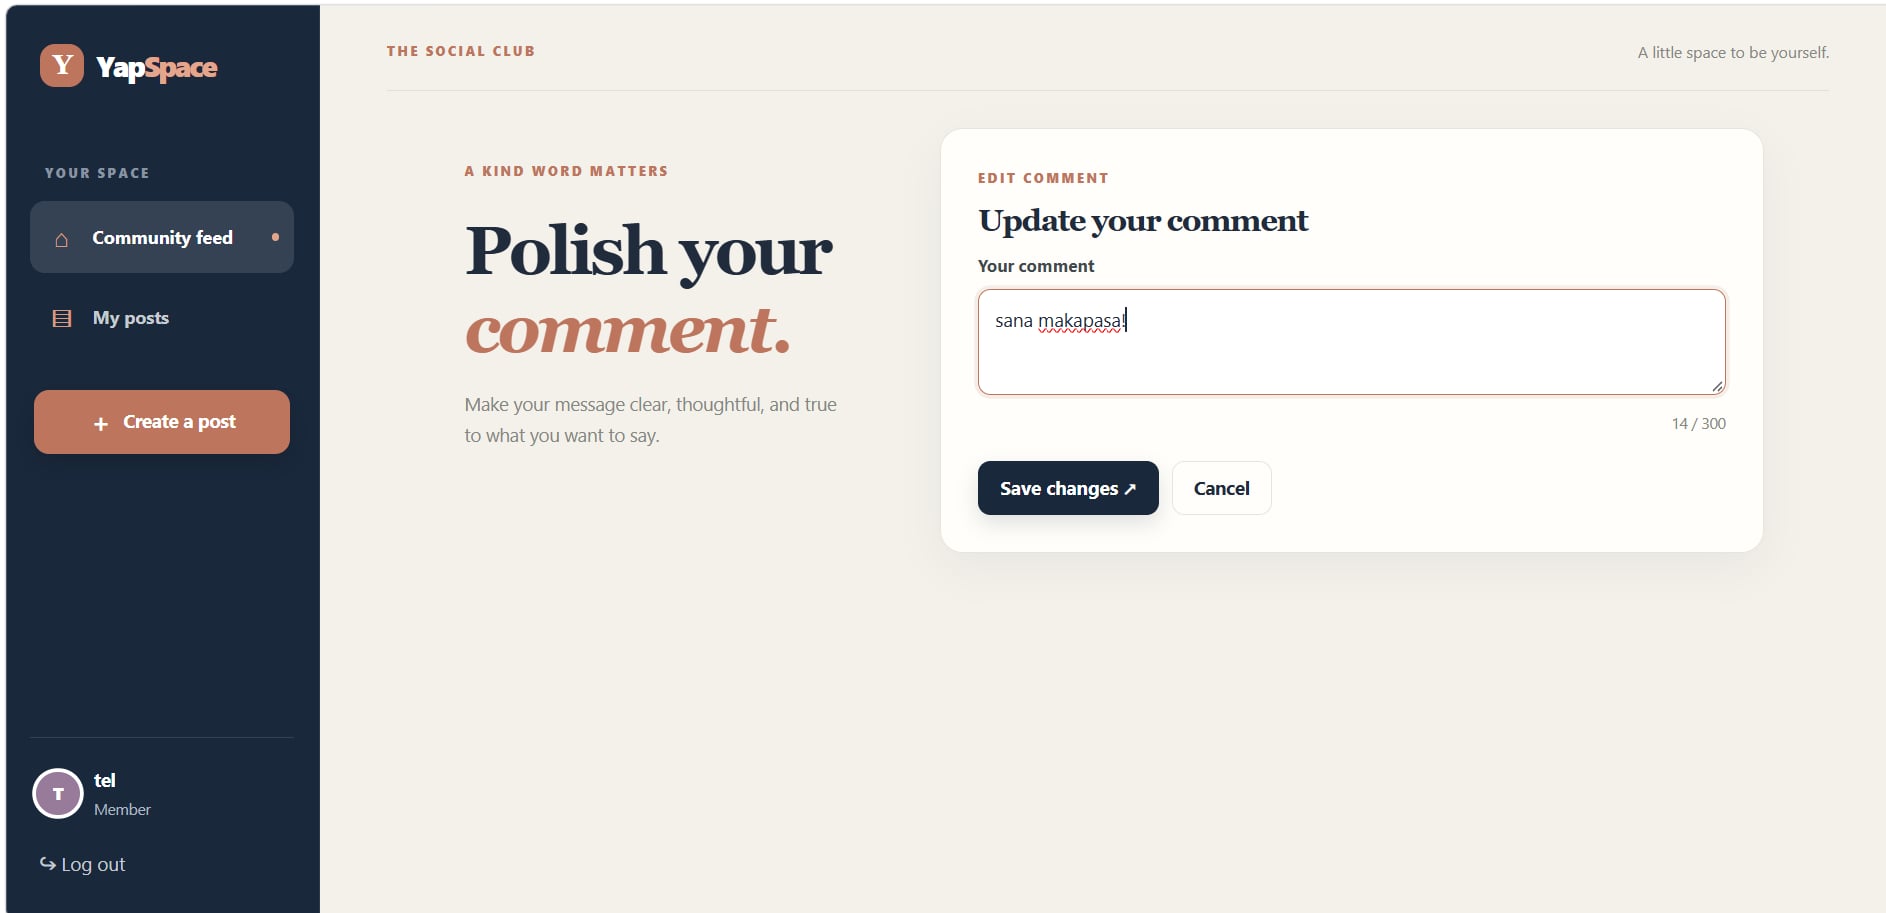 Y YapSpace
YOUR SPACE
Community feed
My posts
+ Create a post
T tel
Member
↪ Log out
THE SOCIAL CLUB
A little space to be yourself.
A KIND WORD MATTERS
Polish your
comment.
Make your message clear, thoughtful, and true
to what you want to say.
EDIT COMMENT
Update your comment
Your comment
sana makapasa!
14 / 300
Save changes ↗
Cancel